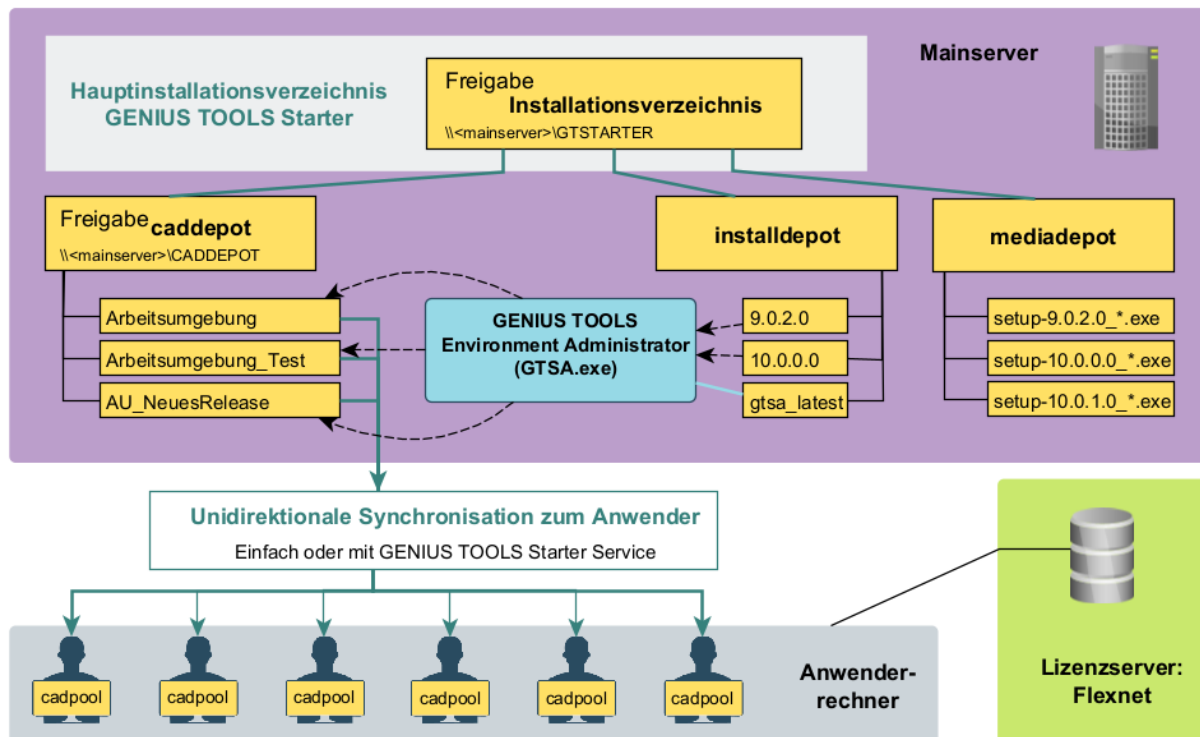 Mainserver
Hauptinstallationsverzeichnis
GENIUS TOOLS Starter
Freigabe
Installationsverzeichnis
\\<mainserver>\GTSTARTER
Freigabe caddepot
\\<mainserver>\CADDEPOT
installdepot
mediadepot
Arbeitsumgebung
Arbeitsumgebung_Test
AU_NeuesRelease
GENIUS TOOLS
Environment Administrator
(GTSA.exe)
9.0.2.0
10.0.0.0
gtsa_latest
setup-9.0.2.0_*.exe
setup-10.0.0.0_*.exe
setup-10.0.1.0_*.exe
Unidirektionale Synchronisation zum Anwender
Einfach oder mit GENIUS TOOLS Starter Service
cadpool
cadpool
cadpool
cadpool
cadpool
cadpool
Anwender-
rechner
Lizenzserver:
Flexnet